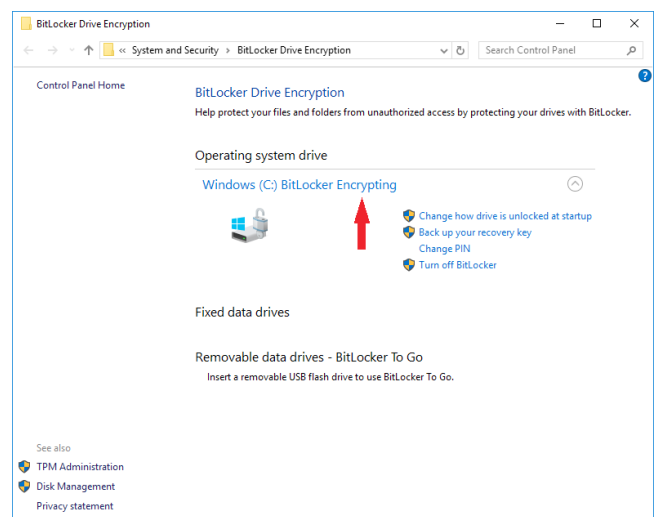 BitLocker Drive Encryption
« System and Security › BitLocker Drive Encryption
Search Control Panel
Control Panel Home
BitLocker Drive Encryption
Help protect your files and folders from unauthorized access by protecting your drives with BitLocker.
Operating system drive
Windows (C:) BitLocker Encrypting
Change how drive is unlocked at startup
Back up your recovery key
Change PIN
Turn off BitLocker
Fixed data drives
Removable data drives - BitLocker To Go
Insert a removable USB flash drive to use BitLocker To Go.
See also
TPM Administration
Disk Management
Privacy statement